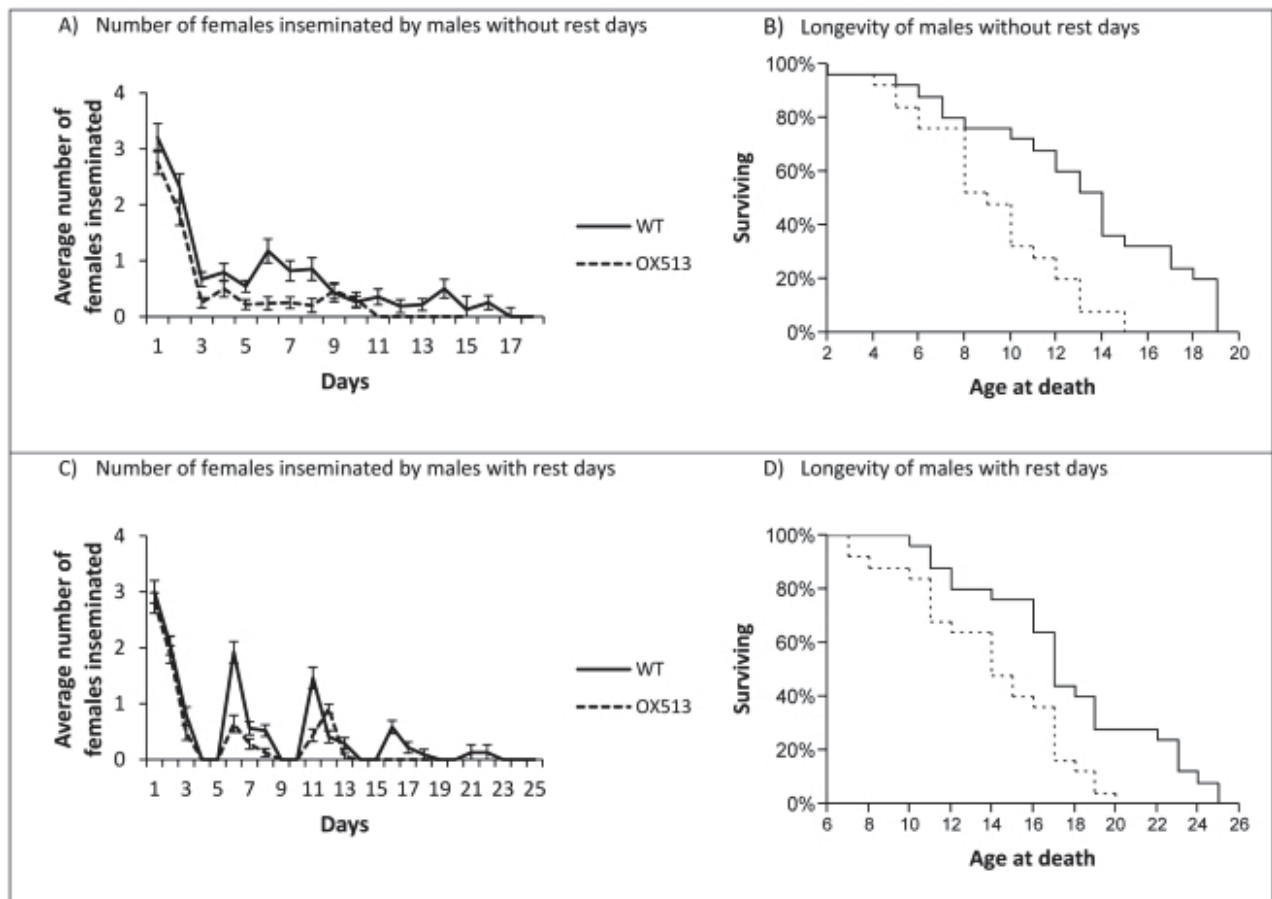 A) Number of females inseminated by males without rest days
Average number of
females inseminated
4
3
2
1
0
1 3 5 7 9 11 13 15 17
Days
WT
OX513
B) Longevity of males without rest days
Surviving
100%
80%
60%
40%
20%
0%
2 4 6 8 10 12 14 16 18 20
Age at death
C) Number of females inseminated by males with rest days
Average number of
females inseminated
4
3
2
1
0
1 3 5 7 9 11 13 15 17 19 21 23 25
Days
WT
OX513
D) Longevity of males with rest days
Surviving
100%
80%
60%
40%
20%
0%
6 8 10 12 14 16 18 20 22 24 26
Age at death